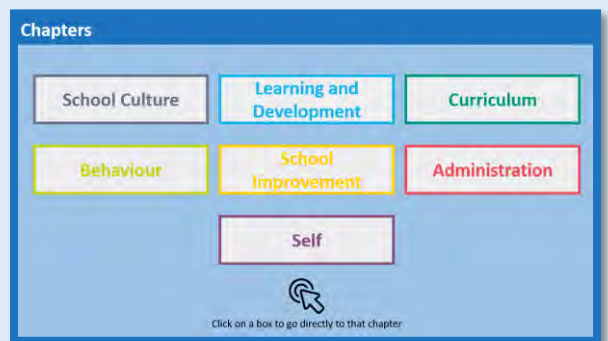 Chapters
School Culture
Learning and
Development
Curriculum
Behaviour
School
Improvement
Administration
Self
Click on a box to go directly to that chapter